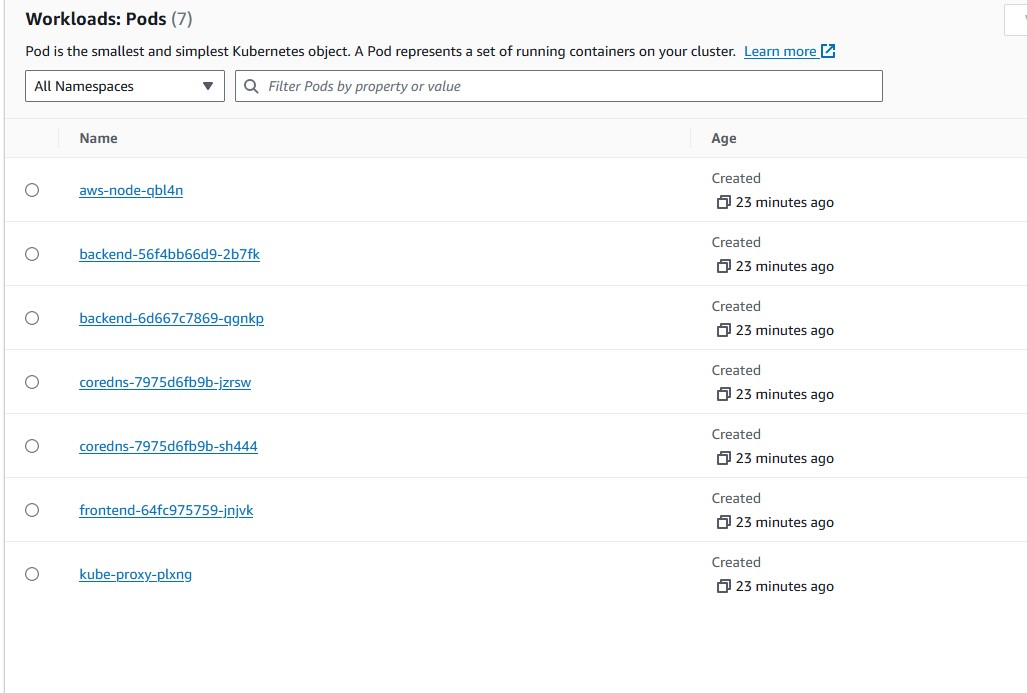 Workloads: Pods (7)
Pod is the smallest and simplest Kubernetes object. A Pod represents a set of running containers on your cluster. Learn more
All Namespaces
Filter Pods by property or value
Name Age
aws-node-qbl4n
Created
23 minutes ago
backend-56f4bb66d9-2b7fk
Created
23 minutes ago
backend-6d667c7869-qgnkp
Created
23 minutes ago
coredns-7975d6fb9b-jzrsw
Created
23 minutes ago
coredns-7975d6fb9b-sh444
Created
23 minutes ago
frontend-64fc975759-jnjvk
Created
23 minutes ago
kube-proxy-plxng
Created
23 minutes ago